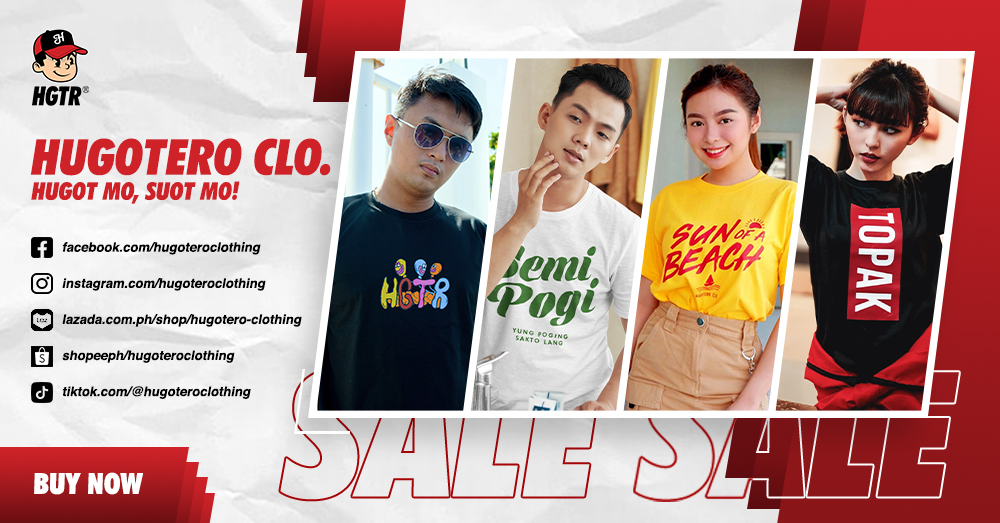 HGTR®
HUGOTERO CLO.
HUGOT MO, SUOT MO!
facebook.com/hugoteroclothing
instagram.com/hugoteroclothing
lazada.com.ph/shop/hugotero-clothing
shopeeph/hugoteroclothing
tiktok.com/@hugoteroclothing
BUY NOW
HGTR
Semi
Pogi
YUNG POGING
SAKTO LANG
SUN OF A
BEACH
TOPAK
SALE SALE